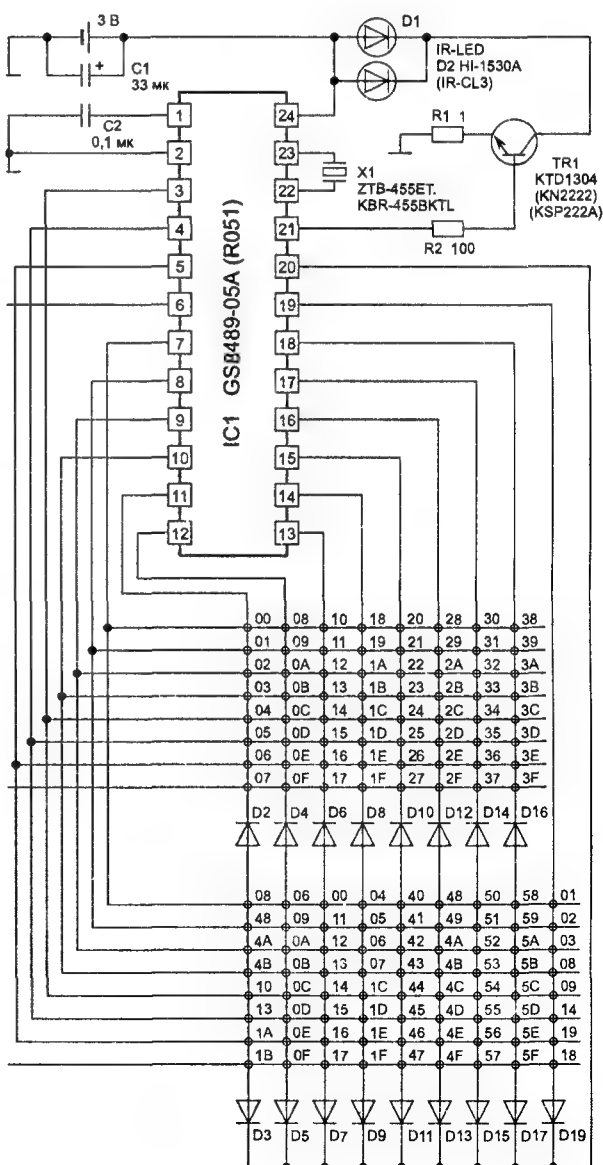 3 В
D1
IR-LED
D2 HI-1530A
(IR-CL3)
C1
33 мк
C2
0,1 мк
R1 1
TR1
KTD1304
(KN2222)
(KSP222A)
X1
ZTB-455ET.
KBR-455BKTL
R2 100
IC1 GS8489-05A (R051)
1 24
2 23
3 22
4 21
5 20
6 19
7 18
8 17
9 16
10 15
11 14
12 13
00 08 10 18 20 28 30 38
01 09 11 19 21 29 31 39
02 0A 12 1A 22 2A 32 3A
03 0B 13 1B 23 2B 33 3B
04 0C 14 1C 24 2C 34 3C
05 0D 15 1D 25 2D 35 3D
06 0E 16 1E 26 2E 36 3E
07 0F 17 1F 27 2F 37 3F
D2 D4 D6 D8 D10 D12 D14 D16
08 06 00 04 40 48 50 58 01
48 09 11 05 41 49 51 59 02
4A 0A 12 06 42 4A 52 5A 03
4B 0B 13 07 43 4B 53 5B 08
10 0C 14 1C 44 4C 54 5C 09
13 0D 15 1D 45 4D 55 5D 14
1A 0E 16 1E 46 4E 56 5E 19
1B 0F 17 1F 47 4F 57 5F 18
D3 D5 D7 D9 D11 D13 D15 D17 D19